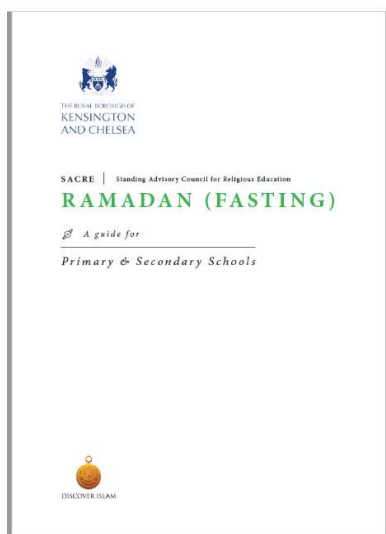 THE ROYAL BOROUGH OF
KENSINGTON
AND CHELSEA
SACRE | Standing Advisory Council for Religious Education
RAMADAN (FASTING)
A guide for
Primary & Secondary Schools
DISCOVER ISLAM